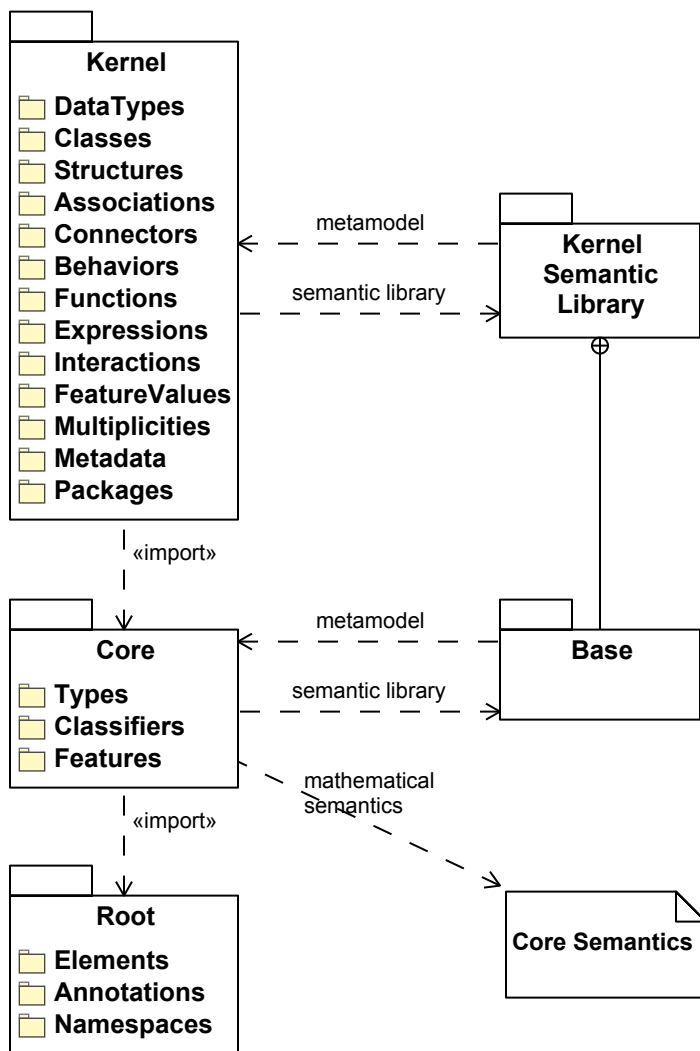 Kernel
DataTypes
Classes
Structures
Associations
Connectors
Behaviors
Functions
Expressions
Interactions
FeatureValues
Multiplicities
Metadata
Packages
metamodel
semantic library
Kernel
Semantic
Library
«import»
Core
Types
Classifiers
Features
metamodel
semantic library
Base
mathematical
semantics
«import»
Root
Elements
Annotations
Namespaces
Core Semantics